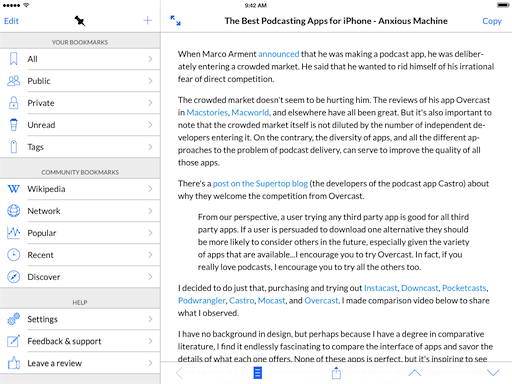 9:42 AM
Edit
YOUR BOOKMARKS
All
Public
Private
Unread
Tags
COMMUNITY BOOKMARKS
Wikipedia
Network
Popular
Recent
Discover
HELP
Settings
Feedback & support
Leave a review
The Best Podcasting Apps for iPhone - Anxious Machine
Copy
When Marco Arment announced that he was making a podcast app, he was deliber-
ately entering a crowded market. He said that he wanted to rid himself of his irrational
fear of direct competition.
The crowded market doesn't seem to be hurting him. The reviews of his app Overcast
in Macstories, Macworld, and elsewhere have all been great. But it's also important to
note that the crowded market itself is not diluted by the number of independent de-
velopers entering it. On the contrary, the diversity of apps, and all the different ap-
proaches to the problem of podcast delivery, can serve to improve the quality of all
those apps.
There's a post on the Supertop blog (the developers of the podcast app Castro) about
why they welcome the competition from Overcast.
From our perspective, a user trying any third party app is good for all third
party apps. If a user is persuaded to download one alternative they should
be more likely to consider others in the future, especially given the variety
of apps that are available...I encourage you to try Overcast. In fact, if you
really love podcasts, I encourage you to try all the others too.
I decided to do just that, purchasing and trying out Instacast, Downcast, Pocketcasts,
Podwrangler, Castro, Mocast, and Overcast. I made comparison video below to share
what I observed.
I have no background in design, but perhaps because I have a degree in comparative
literature, I find it endlessly fascinating to compare the interface of apps and savor the
details of what each one offers. None of these apps is perfect, but it's inspiring to see